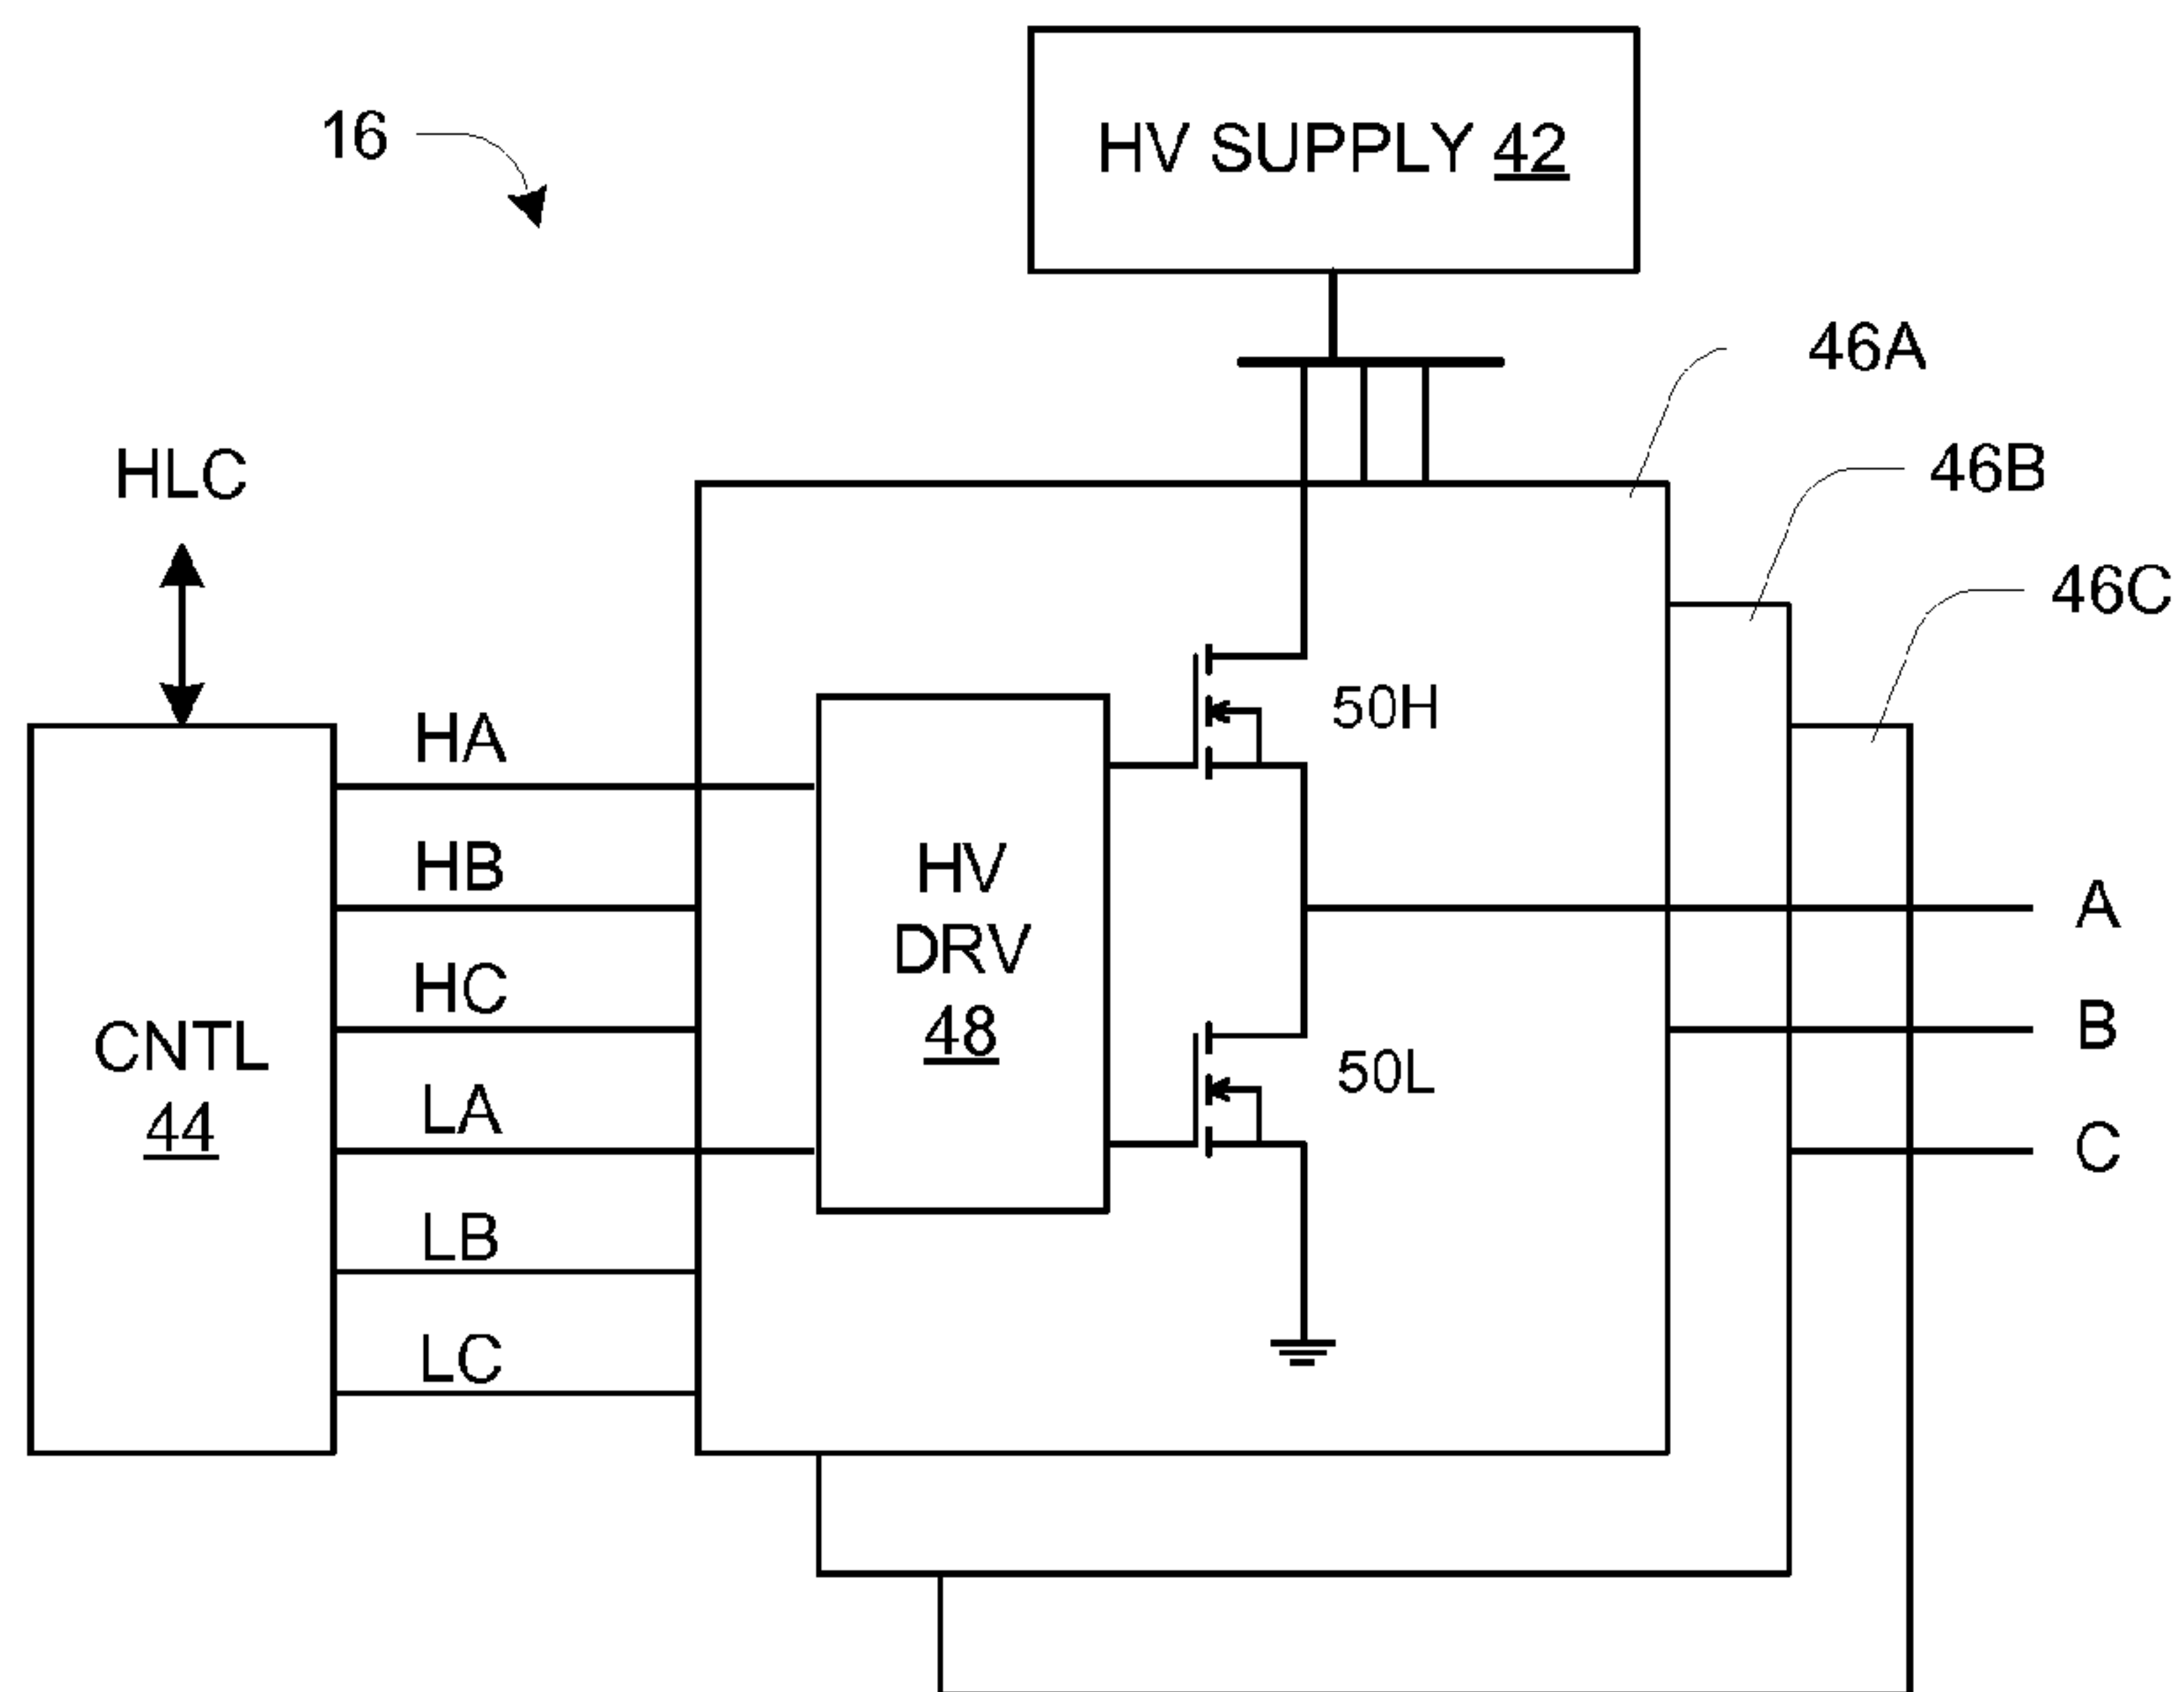 HV SUPPLY 42
16
46A
46B
HLC
46C
50H
HA
HB
HV
DRV
48
A
HC
B
CNTL
44
50L
LA
C
LB
LC